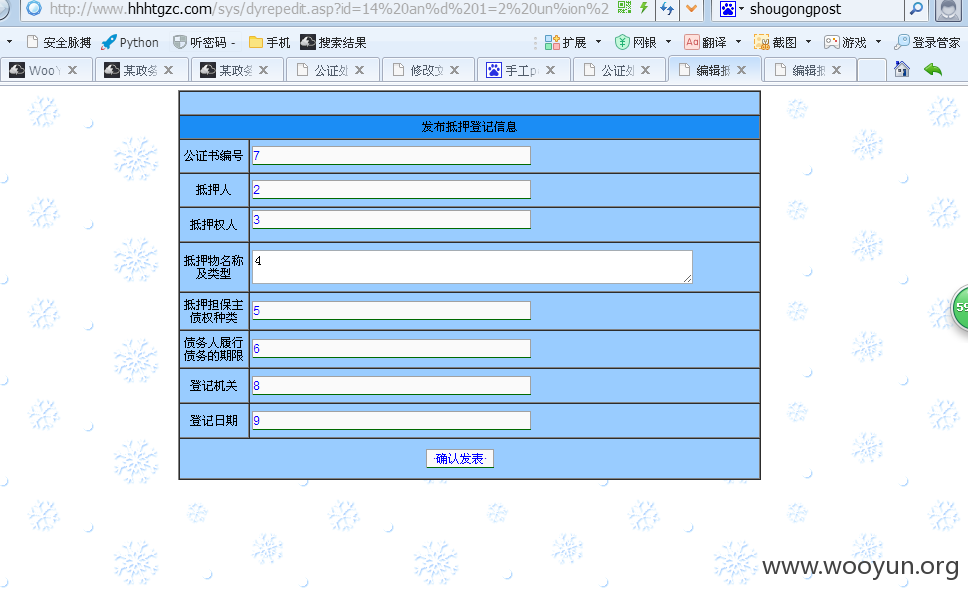 http://www.hhhtgzc.com/sys/dyrepedit.asp?id=14%20an%d%201=2%20un%ion%2 shougongpost
安全脉搏 Python 听密码 - 手机 搜索结果 扩展 网银 翻译 截图 游戏 登录管家
WooY 某政务 某政务 公证处 修改文 手工p 公证处 编辑报 编辑报
发布抵押登记信息
公证书编号 7
抵押人 2
抵押权人 3
抵押物名称
及类型 4
抵押担保主
债权种类 5
债务人履行
债务的期限 6
登记机关 8
登记日期 9
·确认发表·
59
www.wooyun.org